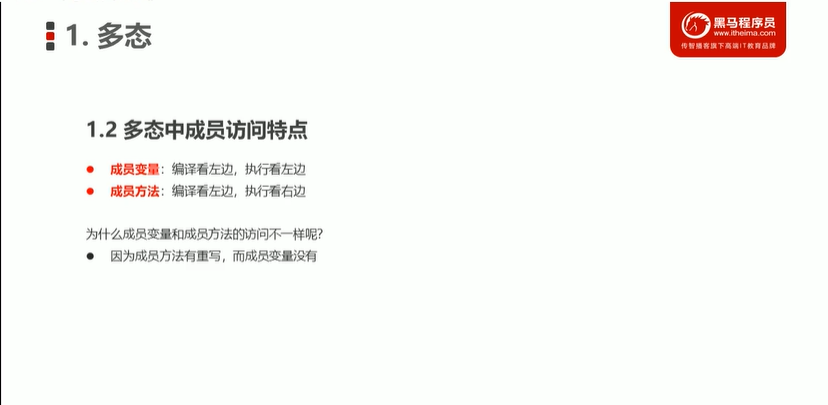 1. 多态
黑马程序员
www.itheima.com
传智播客旗下高端IT教育品牌
1.2 多态中成员访问特点
● 成员变量：编译看左边，执行看左边
● 成员方法：编译看左边，执行看右边
为什么成员变量和成员方法的访问不一样呢?
● 因为成员方法有重写，而成员变量没有